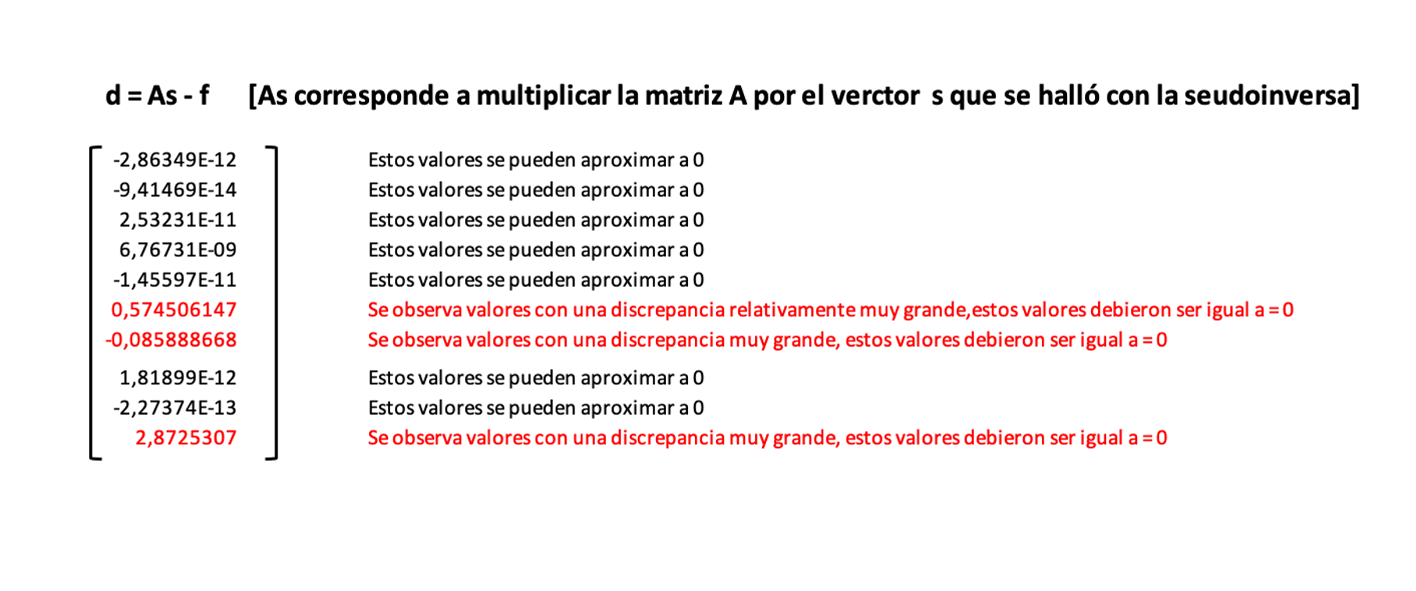 d = As - f [As corresponde a multiplicar la matriz A por el verctor s que se halló con la seudoinversa]
-2,86349E-12 Estos valores se pueden aproximar a 0
-9,41469E-14 Estos valores se pueden aproximar a 0
2,53231E-11 Estos valores se pueden aproximar a 0
6,76731E-09 Estos valores se pueden aproximar a 0
-1,45597E-11 Estos valores se pueden aproximar a 0
0,574506147 Se observa valores con una discrepancia relativamente muy grande,estos valores debieron ser igual a = 0
-0,085888668 Se observa valores con una discrepancia muy grande, estos valores debieron ser igual a = 0
1,81899E-12 Estos valores se pueden aproximar a 0
-2,27374E-13 Estos valores se pueden aproximar a 0
2,8725307 Se observa valores con una discrepancia muy grande, estos valores debieron ser igual a = 0